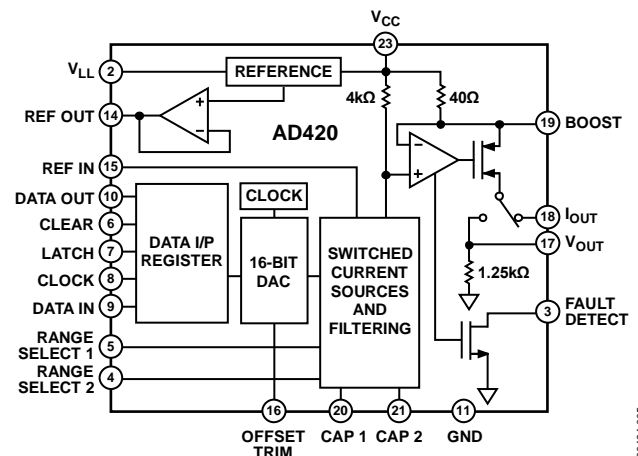 VCC
23
VLL
2
REFERENCE
4kΩ
40Ω
REF OUT
14
AD420
19
BOOST
REF IN
15
DATA OUT
10
CLEAR
6
LATCH
7
CLOCK
8
DATA IN
9
DATA I/P
REGISTER
CLOCK
16-BIT
DAC
SWITCHED
CURRENT
SOURCES
AND
FILTERING
18
IOUT
17
VOUT
1.25kΩ
3
FAULT
DETECT
RANGE
SELECT 1
5
RANGE
SELECT 2
4
16
20
21
11
OFFSET
TRIM
CAP 1
CAP 2
GND